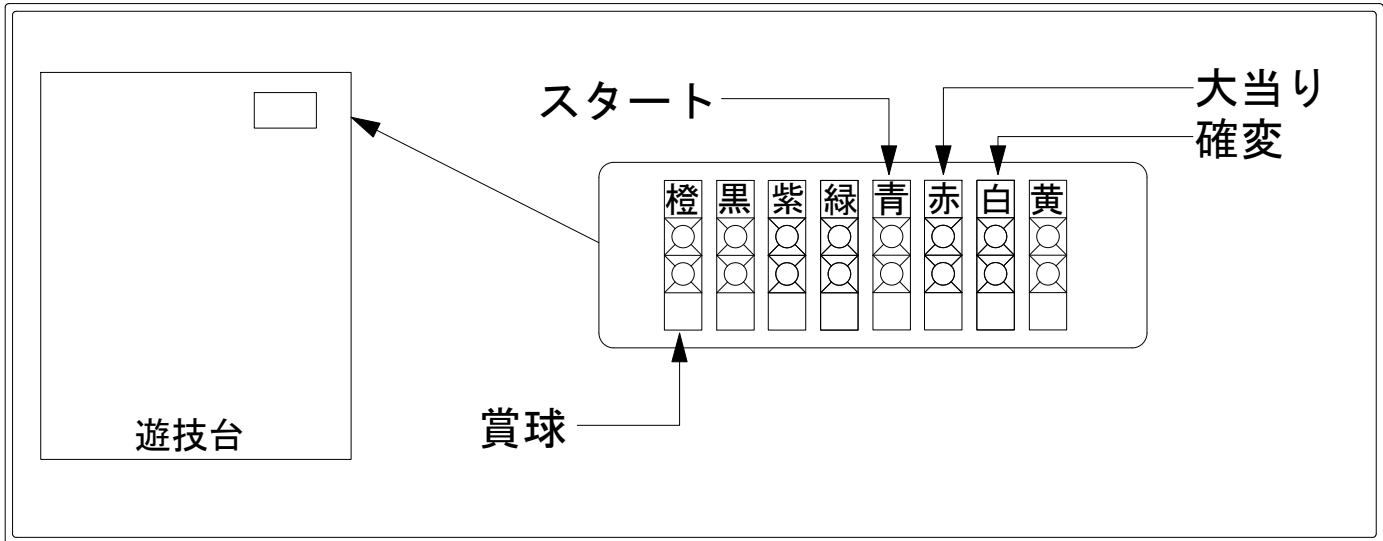 大当り
スタート
確変
橙 黒 紫 緑 青 赤 白 黄
賞球
遊技台